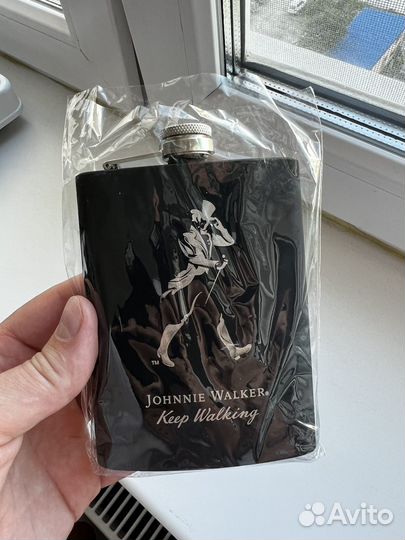 TM
JOHNNIE WALKER®
Keep Walking
Avito